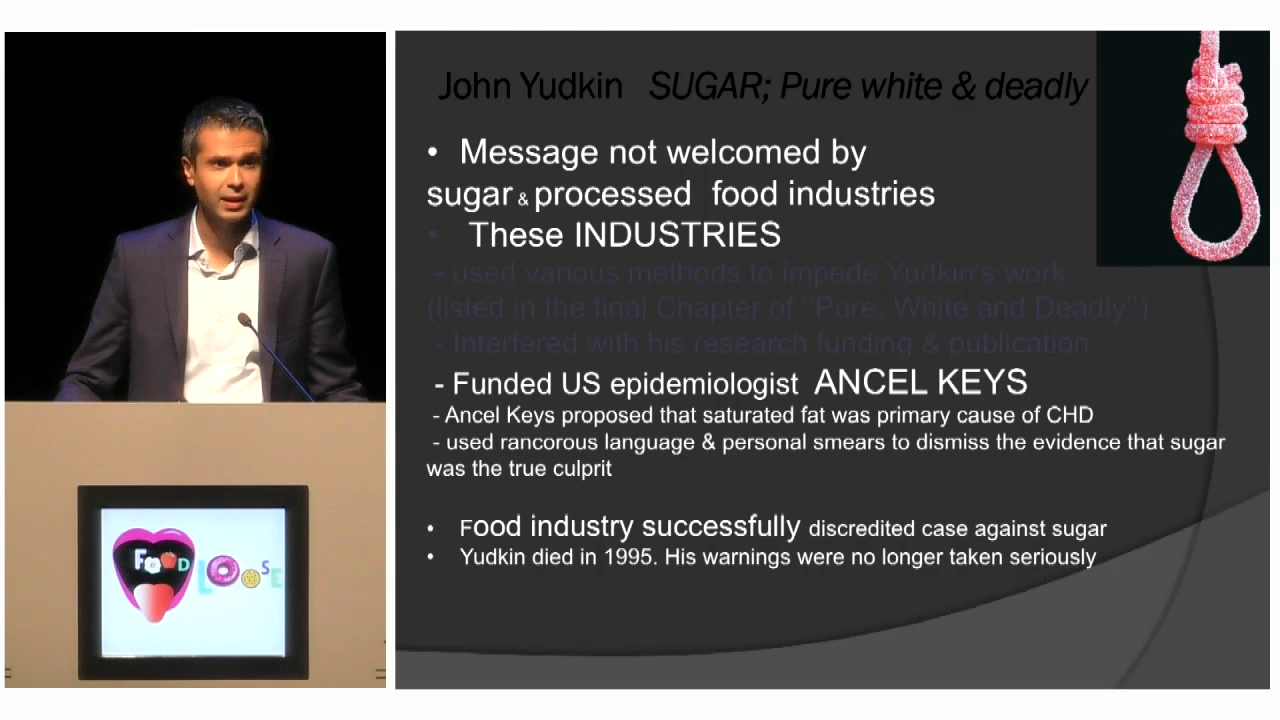 John Yudkin SUGAR; Pure white & deadly
• Message not welcomed by
sugar & processed food industries
• These INDUSTRIES
- used various methods to impede Yudkin's work.
(listed in the final Chapter of "Pure, White and Deadly")
- Interfered with his research funding & publication
- Funded US epidemiologist ANCEL KEYS
- Ancel Keys proposed that saturated fat was primary cause of CHD
- used rancorous language & personal smears to dismiss the evidence that sugar
was the true culprit
• Food industry successfully discredited case against sugar
• Yudkin died in 1995. His warnings were no longer taken seriously
FOOD LOOSE